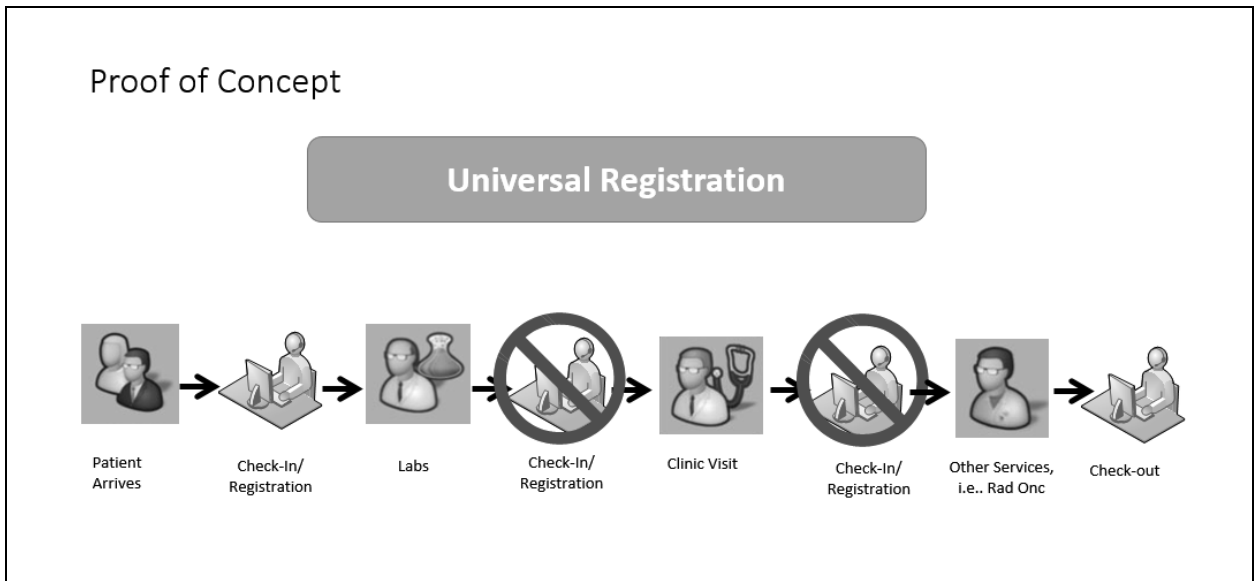 Proof of Concept
Universal Registration
Patient
Arrives
Check-In/
Registration
Labs
Check-In/
Registration
Clinic Visit
Check-In/
Registration
Other Services,
i.e.. Rad Onc
Check-out